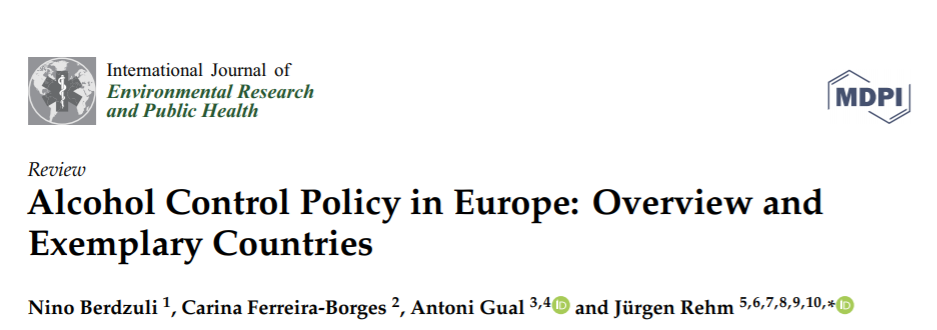 International Journal of
Environmental Research
and Public Health
MDPI
Review
Alcohol Control Policy in Europe: Overview and
Exemplary Countries
Nino Berdzuli 1, Carina Ferreira-Borges 2, Antoni Gual 3,4 iD and Jürgen Rehm 5,6,7,8,9,10,* iD